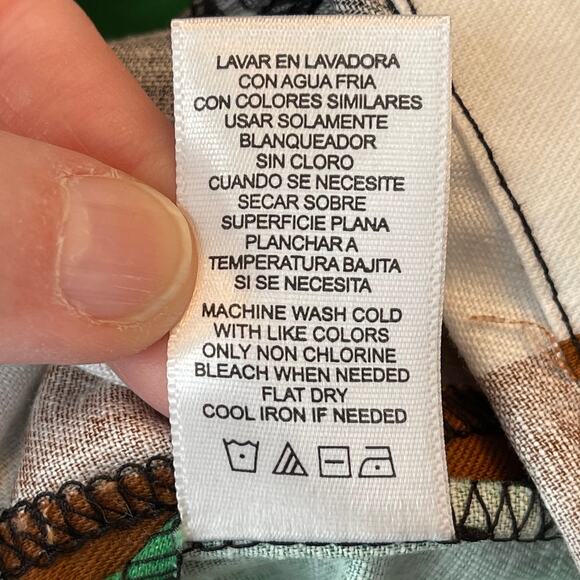 LAVAR EN LAVADORA
CON AGUA FRIA
CON COLORES SIMILARES
USAR SOLAMENTE
BLANQUEADOR
SIN CLORO
CUANDO SE NECESITE
SECAR SOBRE
SUPERFICIE PLANA
PLANCHAR A
TEMPERATURA BAJITA
SI SE NECESITA
MACHINE WASH COLD
WITH LIKE COLORS
ONLY NON CHLORINE
BLEACH WHEN NEEDED
FLAT DRY
COOL IRON IF NEEDED